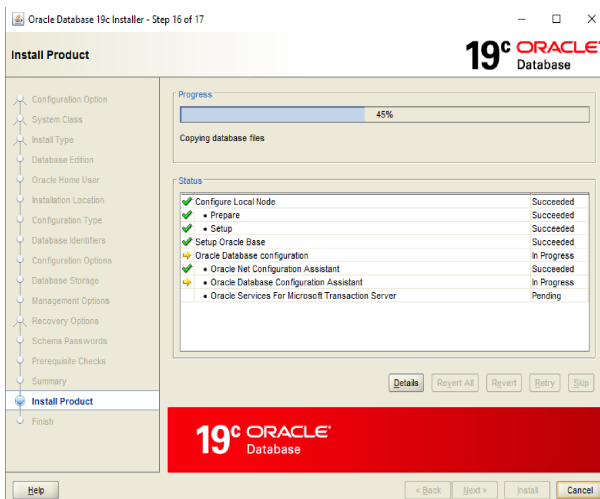 Oracle Database 19c Installer - Step 16 of 17
Install Product
19c ORACLE
Database
Configuration Option
System Class
Install Type
Database Edition
Oracle Home User
Installation Location
Configuration Type
Database Identifiers
Configuration Options
Database Storage
Management Options
Recovery Options
Schema Passwords
Prerequisite Checks
Summary
Install Product
Finish
Progress
45%
Copying database files
Status
Configure Local Node Succeeded
• Prepare Succeeded
• Setup Succeeded
Setup Oracle Base Succeeded
Oracle Database configuration In Progress
• Oracle Net Configuration Assistant Succeeded
• Oracle Database Configuration Assistant In Progress
• Oracle Services For Microsoft Transaction Server Pending
Details Revert All Revert Retry Skip
19c ORACLE
Database
Help < Back Next > Install Cancel